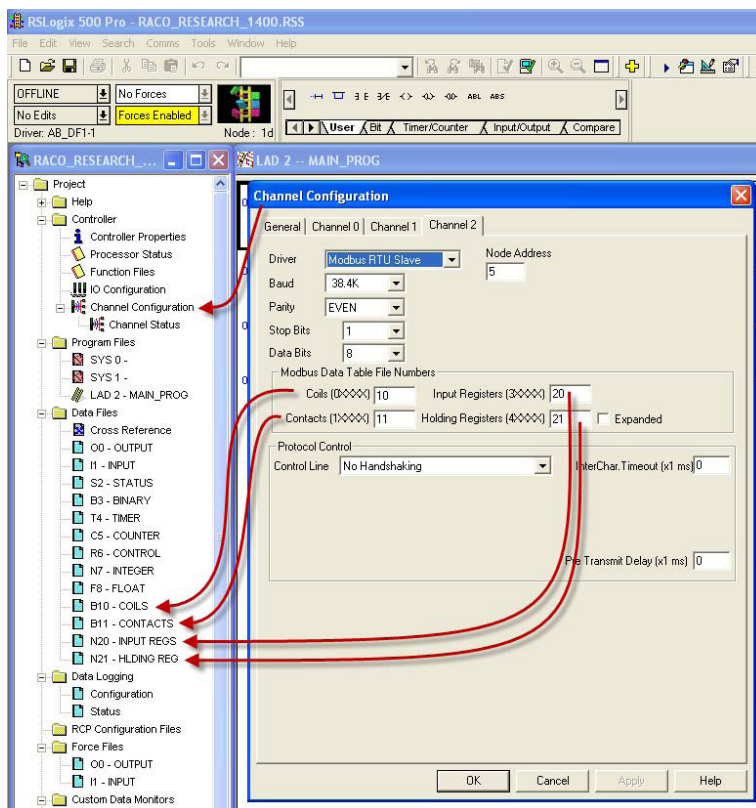 RSLogix 500 Pro - RACO_RESEARCH_1400.RSS
File Edit View Search Comms Tools Window Help
OFFLINE
No Forces
No Edits
Forces Enabled
Driver: AB_DF1-1
Node : 1d
ABL ABS
User Bit Timer/Counter Input/Output Compare
RACO_RESEARCH_...
Project
Help
Controller
Controller Properties
Processor Status
Function Files
IO Configuration
Channel Configuration
Channel Status
Program Files
SYS 0 -
SYS 1 -
LAD 2 - MAIN_PROG
Data Files
Cross Reference
O0 - OUTPUT
I1 - INPUT
S2 - STATUS
B3 - BINARY
T4 - TIMER
C5 - COUNTER
R6 - CONTROL
N7 - INTEGER
F8 - FLOAT
B10 - COILS
B11 - CONTACTS
N20 - INPUT REGS
N21 - HLDING REG
Data Logging
Configuration
Status
RCP Configuration Files
Force Files
O0 - OUTPUT
I1 - INPUT
Custom Data Monitors
LAD 2 -- MAIN_PROG
Channel Configuration
General Channel 0 Channel 1 Channel 2
Driver Modbus RTU Slave
Node Address
5
Baud 38.4K
Parity EVEN
Stop Bits 1
Data Bits 8
Modbus Data Table File Numbers
Coils (0XXXX) 10 Input Registers (3XXXX) 20
Contacts (1XXXX) 11 Holding Registers (4XXXX) 21 Expanded
Protocol Control
Control Line No Handshaking InterChar.Timeout (x1 ms) 0
Pre Transmit Delay (x1 ms) 0
OK Cancel Apply Help